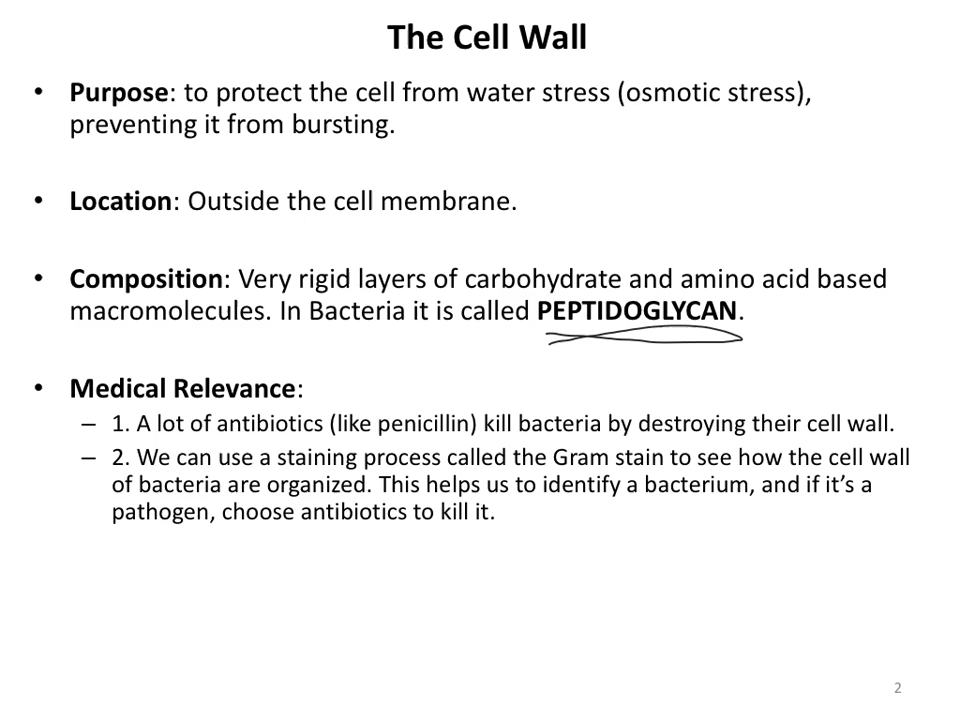 The Cell Wall
• Purpose: to protect the cell from water stress (osmotic stress),
preventing it from bursting.
• Location: Outside the cell membrane.
• Composition: Very rigid layers of carbohydrate and amino acid based
macromolecules. In Bacteria it is called PEPTIDOGLYCAN.
• Medical Relevance:
– 1. A lot of antibiotics (like penicillin) kill bacteria by destroying their cell wall.
– 2. We can use a staining process called the Gram stain to see how the cell wall
of bacteria are organized. This helps us to identify a bacterium, and if it’s a
pathogen, choose antibiotics to kill it.
2